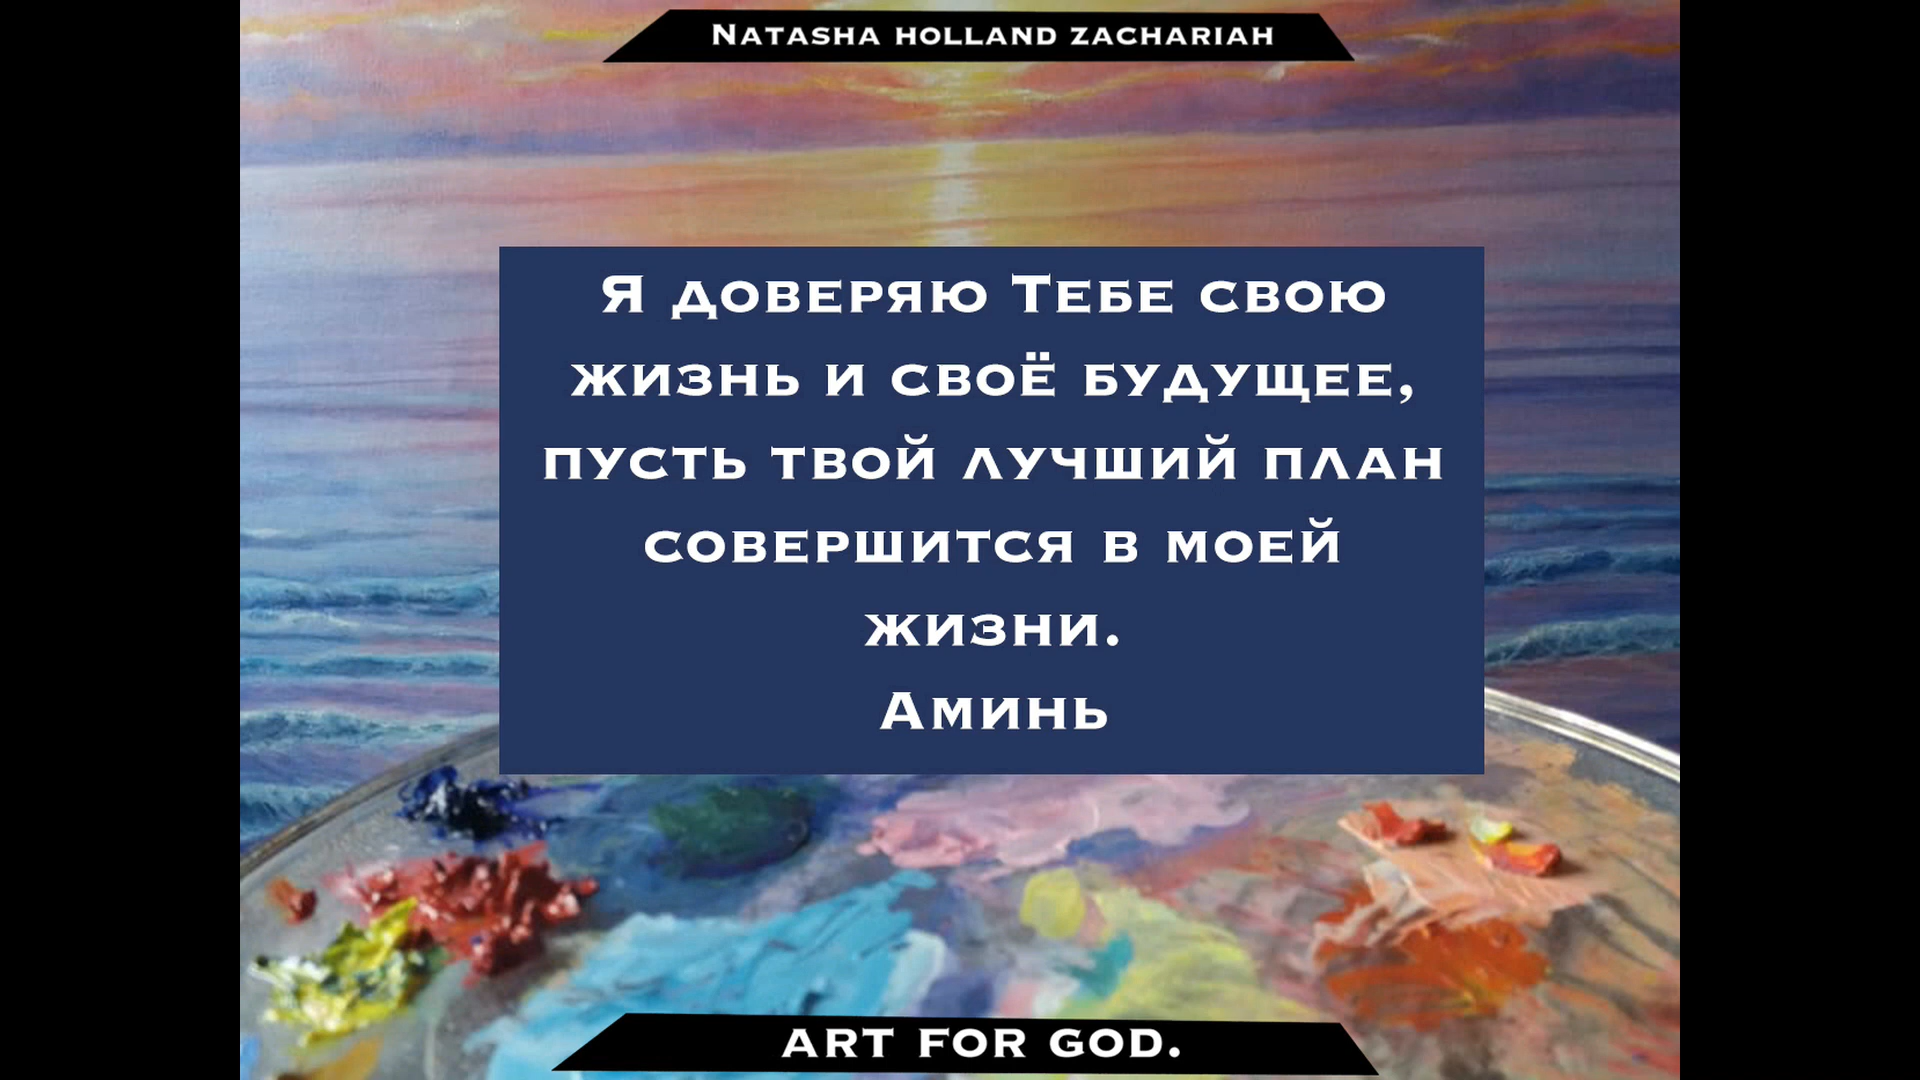 Natasha holland zachariah
Я доверяю Тебе свою
жизнь и своё будущее,
пусть твой лучший план
совершится в моей
жизни.
Аминь
ART FOR GOD.